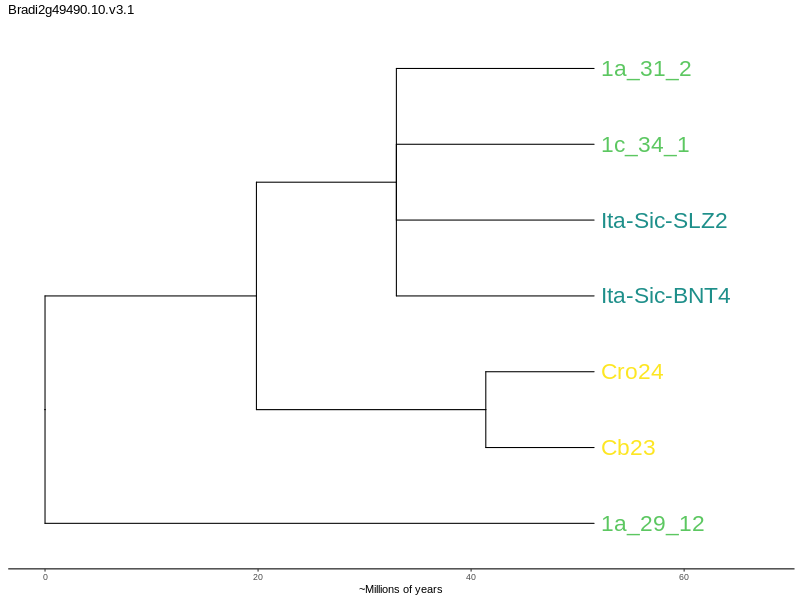 Bradi2g49490.10.v3.1
1a_31_2
1c_34_1
Ita-Sic-SLZ2
Ita-Sic-BNT4
Cro24
Cb23
1a_29_12
0 20 40 60
~Millions of years